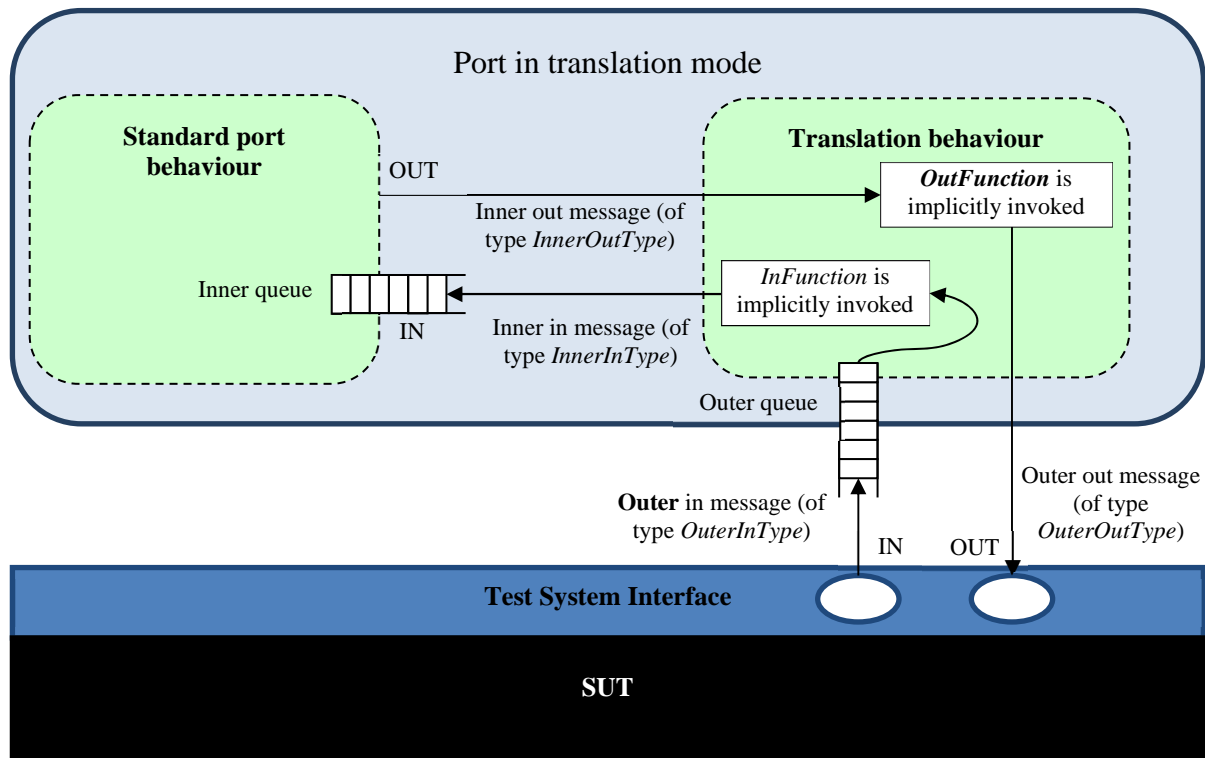 Port in translation mode
Standard port
behaviour
Translation behaviour
OUT
OutFunction is
implicitly invoked
Inner out message (of
type InnerOutType)
Inner queue
InFunction is
implicitly invoked
IN
Inner in message (of
type InnerInType)
Outer queue
Outer in message (of
type OuterInType)
Outer out message
(of type
OuterOutType)
IN
OUT
Test System Interface
SUT